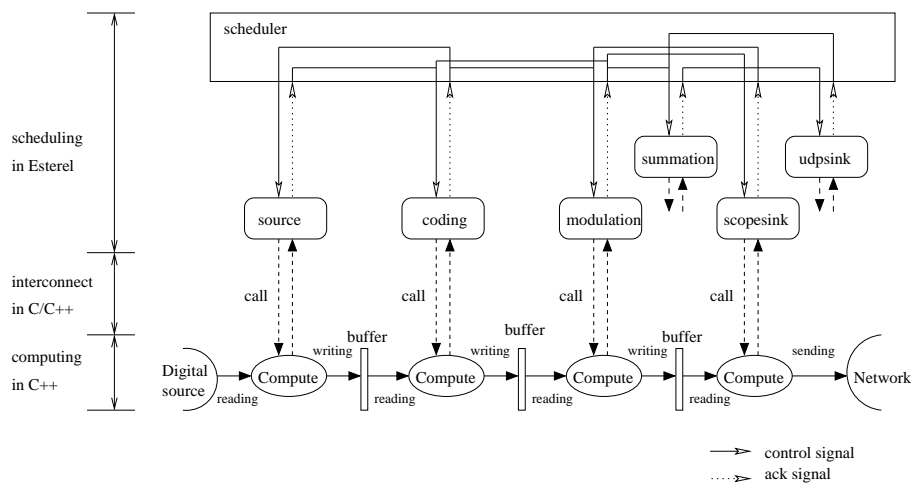 scheduler
scheduling
in Esterel
summation
udpsink
source
coding
modulation
scopesink
interconnect
in C/C++
call
call
call
call
computing
in C++
buffer
buffer
buffer
writing
writing
writing
sending
Digital
source
Compute
Compute
Compute
Compute
Network
reading
reading
reading
reading
control signal
ack signal